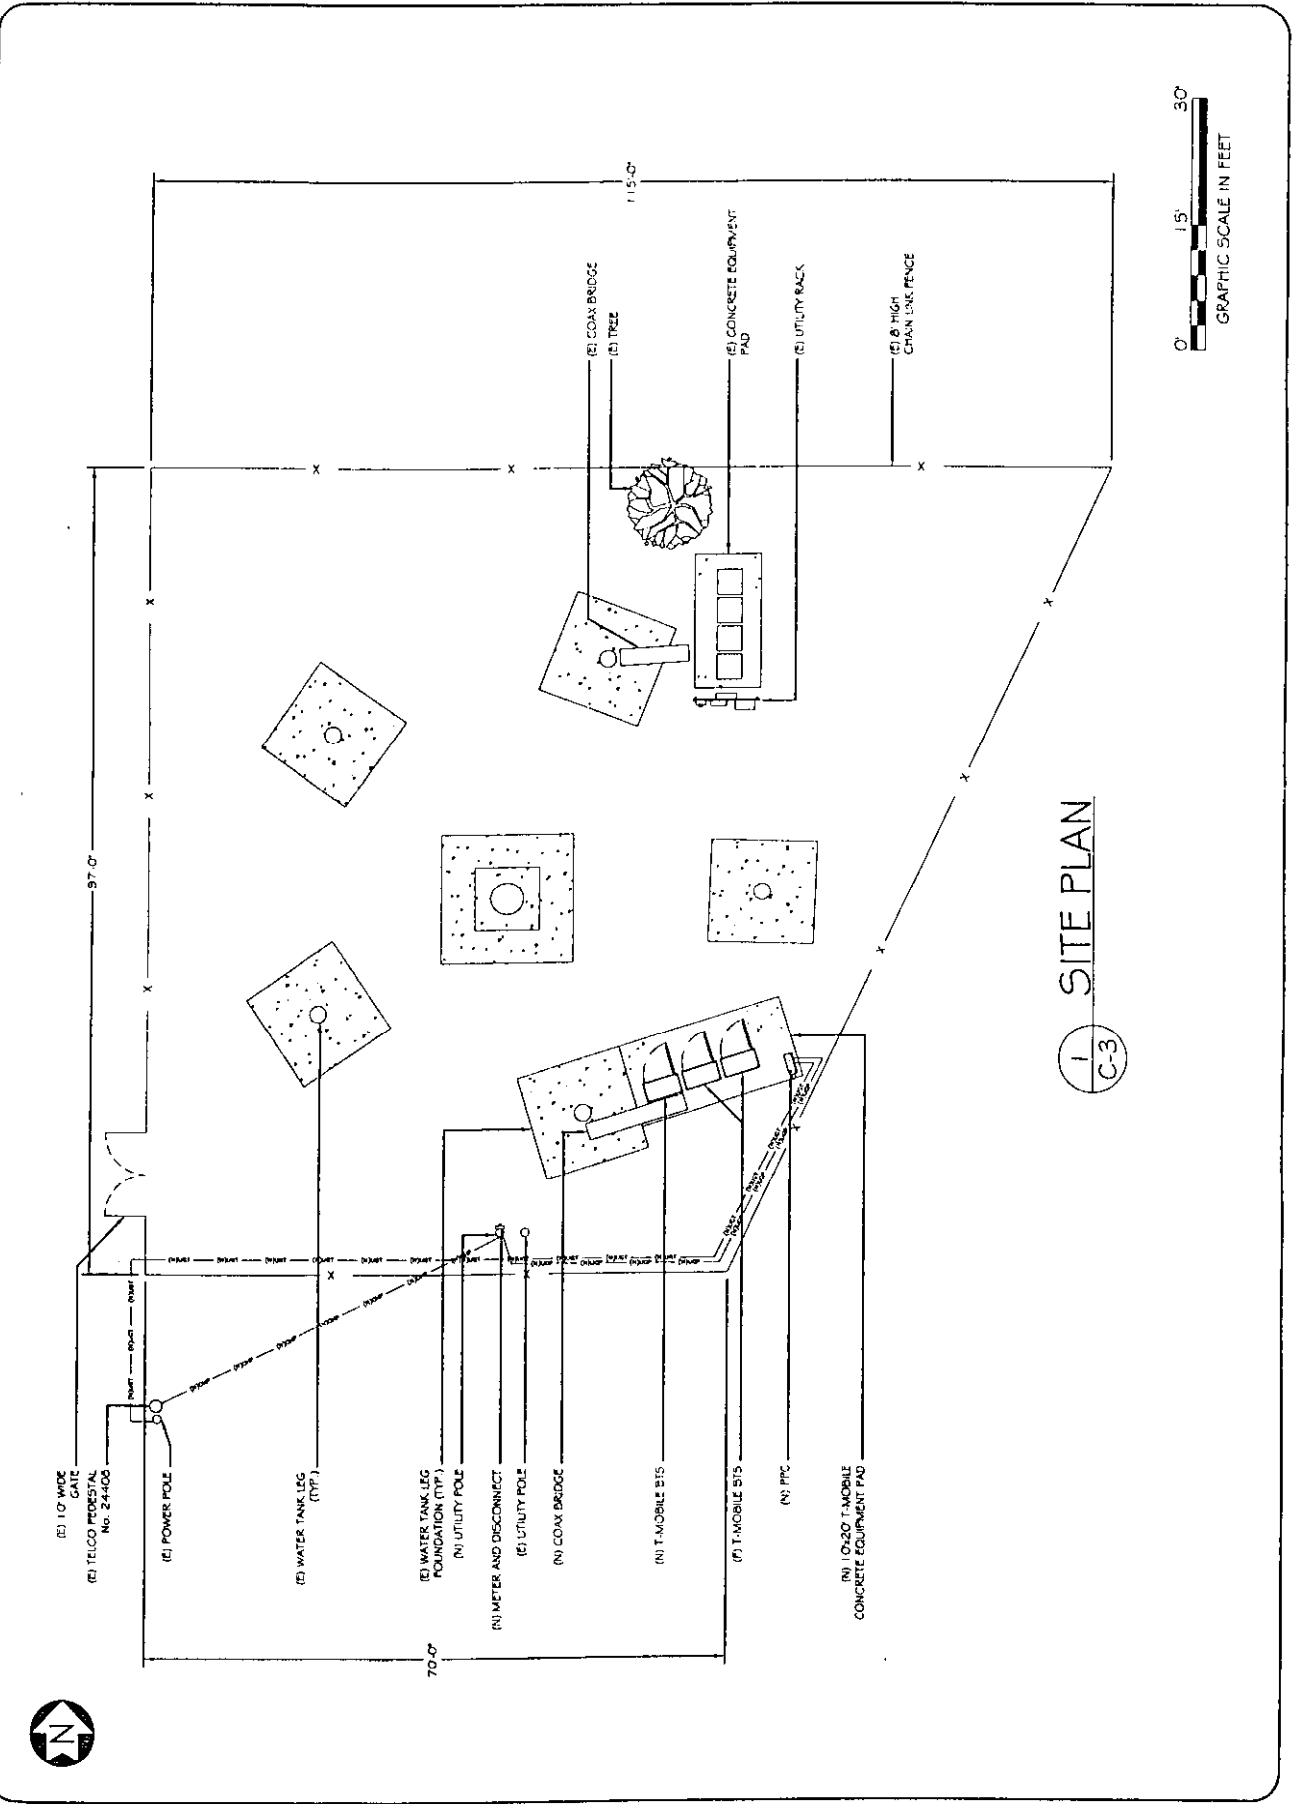 (E) 10' WIDE
GATE
(E) TELCO PEDESTAL
No. 24406
(E) POWER POLE
(E) WATER TANK LEG
(TYP.)
(E) WATER TANK LEG
FOUNDATION (TYP.)
(N) UTILITY POLE
(N) METER AND DISCONNECT
(E) UTILITY POLE
(N) COAX BRIDGE
(N) T-MOBILE BTS
(F) T-MOBILE BTS
(N) PPC
(N) 10'x20' T-MOBILE
CONCRETE EQUIPMENT PAD
70'-0"
97'-0"
115'-0"
(E) COAX BRIDGE
(E) TREE
(E) CONCRETE EQUIPMENT
PAD
(E) UTILITY RACK
(E) 8' HIGH
CHAIN LINK FENCE
N
1
C-3
SITE PLAN
0' 15' 30'
GRAPHIC SCALE IN FEET